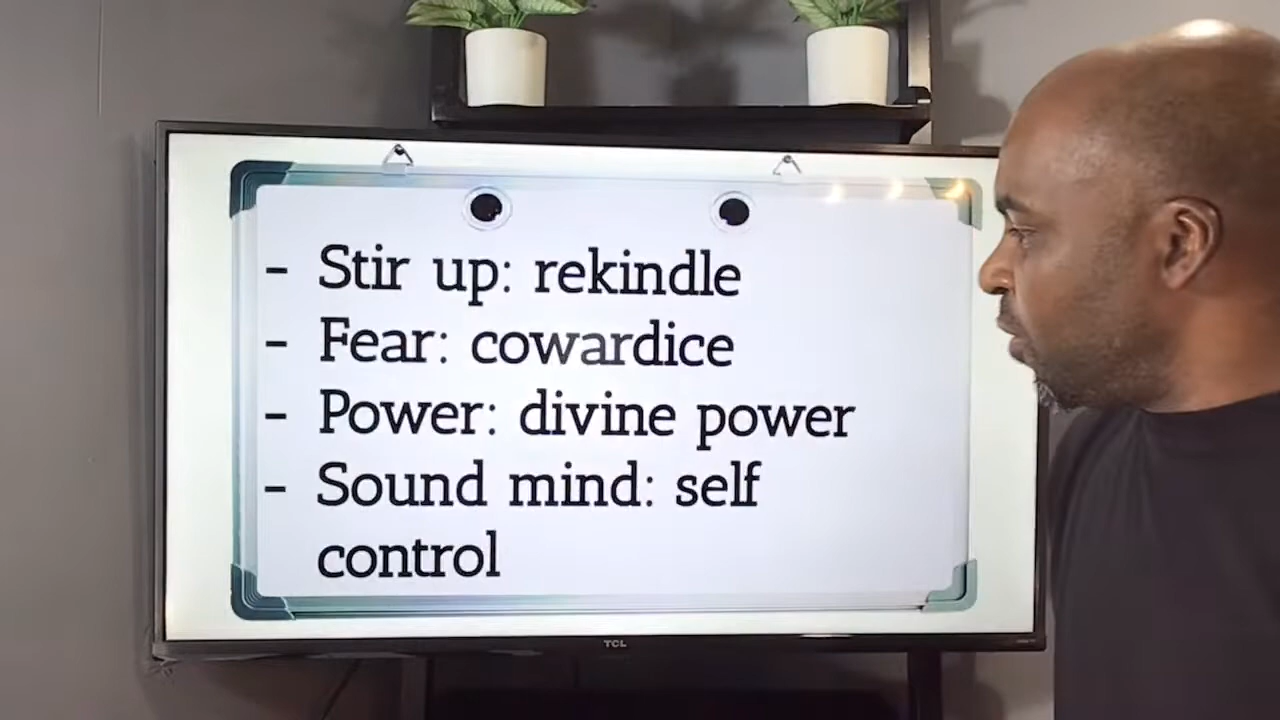 - Stir up: rekindle
- Fear: cowardice
- Power: divine power
- Sound mind: self
control
TCL